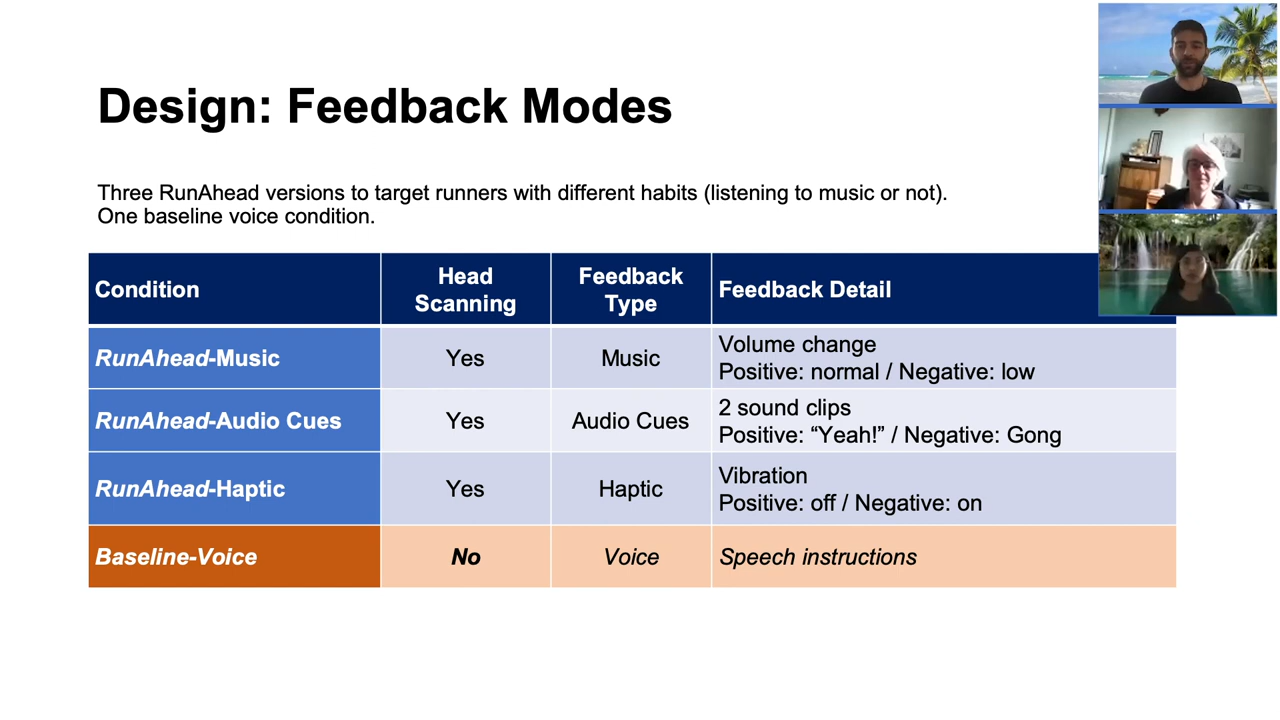 Design: Feedback Modes
Three RunAhead versions to target runners with different habits (listening to music or not).
One baseline voice condition.
Condition
Head
Scanning
Feedback
Type
Feedback Detail
RunAhead-Music
Yes
Music
Volume change
Positive: normal / Negative: low
RunAhead-Audio Cues
Yes
Audio Cues
2 sound clips
Positive: “Yeah!” / Negative: Gong
RunAhead-Haptic
Yes
Haptic
Vibration
Positive: off / Negative: on
Baseline-Voice
No
Voice
Speech instructions